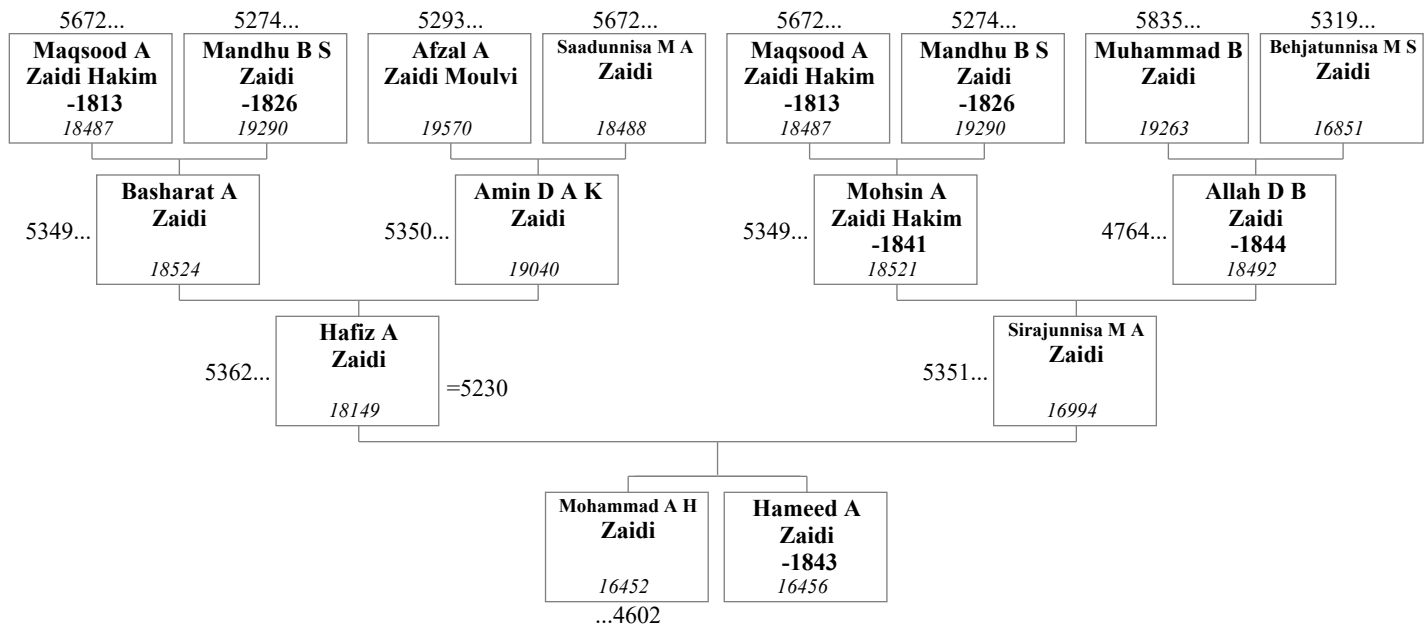 5672... 5274... 5293... 5672... 5672... 5274... 5835... 5319...
Maqsood A
Zaidi Hakim
-1813
18487
Mandhu B S
Zaidi
-1826
19290
Afzal A
Zaidi Moulvi
19570
Saadunnisa M A
Zaidi
18488
Maqsood A
Zaidi Hakim
-1813
18487
Mandhu B S
Zaidi
-1826
19290
Muhammad B
Zaidi
19263
Behjatunnisa M S
Zaidi
16851
5349...
Basharat A
Zaidi
18524
5350...
Amin D A K
Zaidi
19040
5349...
Mohsin A
Zaidi Hakim
-1841
18521
4764...
Allah D B
Zaidi
-1844
18492
5362...
Hafiz A
Zaidi
18149
=5230
5351...
Sirajunnisa M A
Zaidi
16994
Mohammad A H
Zaidi
16452
...4602
Hameed A
Zaidi
-1843
16456